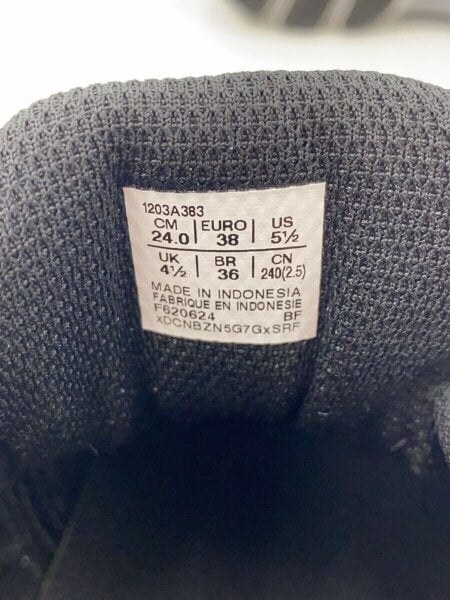 1203A383
CM | EURO | US
24.0 | 38 | 5½
UK | BR | CN
4½ | 36 | 240(2.5)
MADE IN INDONESIA
FABRIQUE EN INDONESIE
F620624 BF
xDCNBZN5G7GxSRF